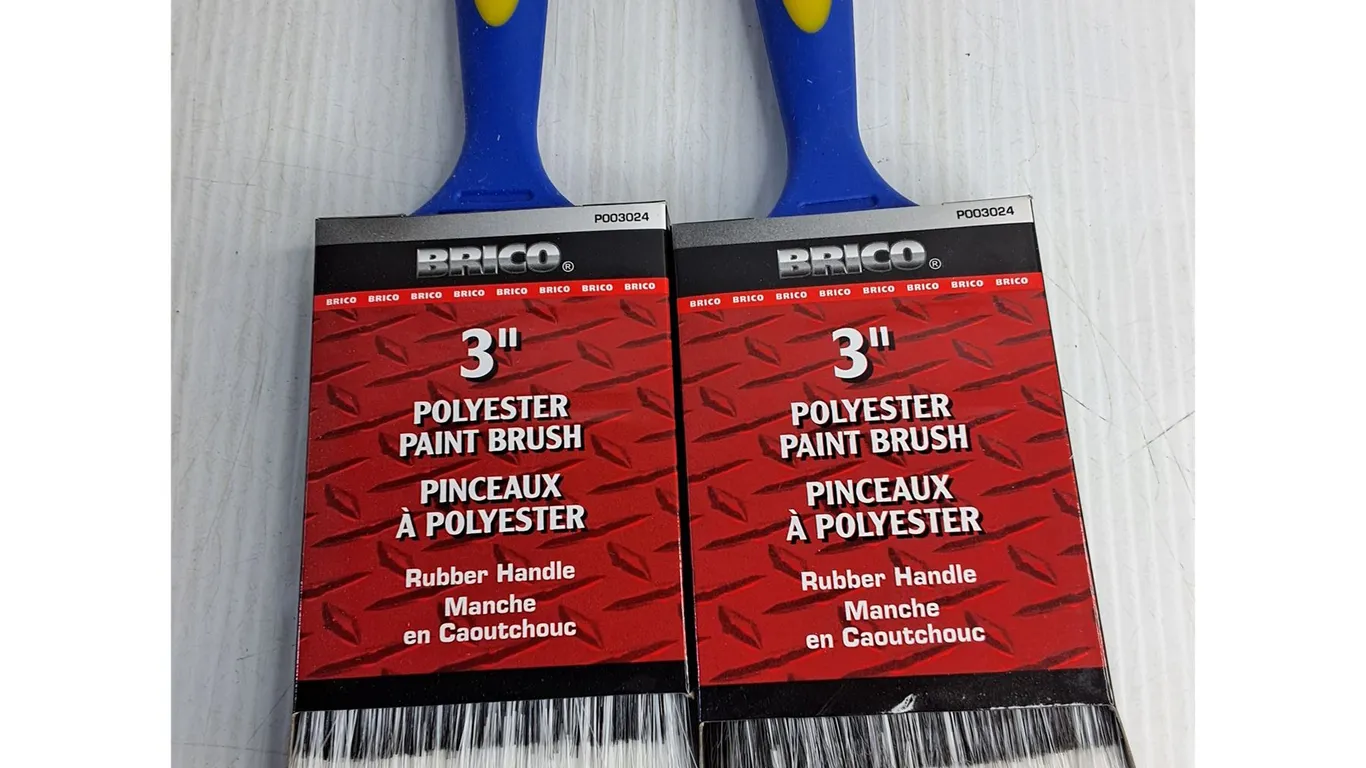 P003024
BRICO®
BRICO BRICO BRICO BRICO BRICO BRICO BRICO BRICO
3"
POLYESTER
PAINT BRUSH
PINCEAUX
À POLYESTER
Rubber Handle
Manche
en Caoutchouc
P003024
BRICO®
BRICO BRICO BRICO BRICO BRICO BRICO BRICO BRICO
3"
POLYESTER
PAINT BRUSH
PINCEAUX
À POLYESTER
Rubber Handle
Manche
en Caoutchouc